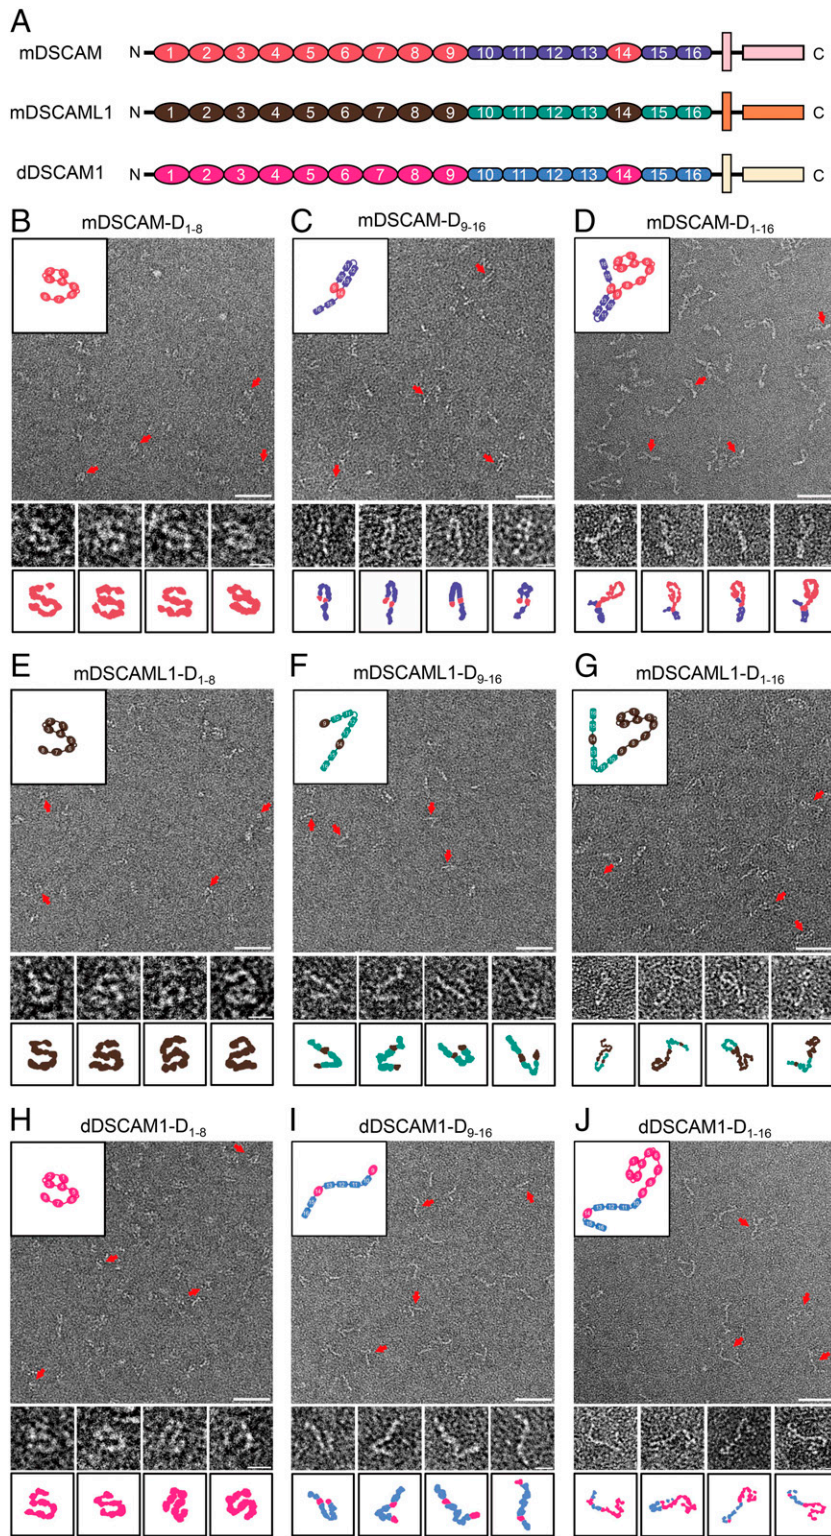 A
mDSCAM N 1 2 3 4 5 6 7 8 9 10 11 12 13 14 15 16 C
mDSCAML1 N 1 2 3 4 5 6 7 8 9 10 11 12 13 14 15 16 C
dDSCAM1 N 1 2 3 4 5 6 7 8 9 10 11 12 13 14 15 16 C
B mDSCAM-D1-8
C mDSCAM-D9-16
D mDSCAM-D1-16
E mDSCAML1-D1-8
F mDSCAML1-D9-16
G mDSCAML1-D1-16
H dDSCAM1-D1-8
I dDSCAM1-D9-16
J dDSCAM1-D1-16